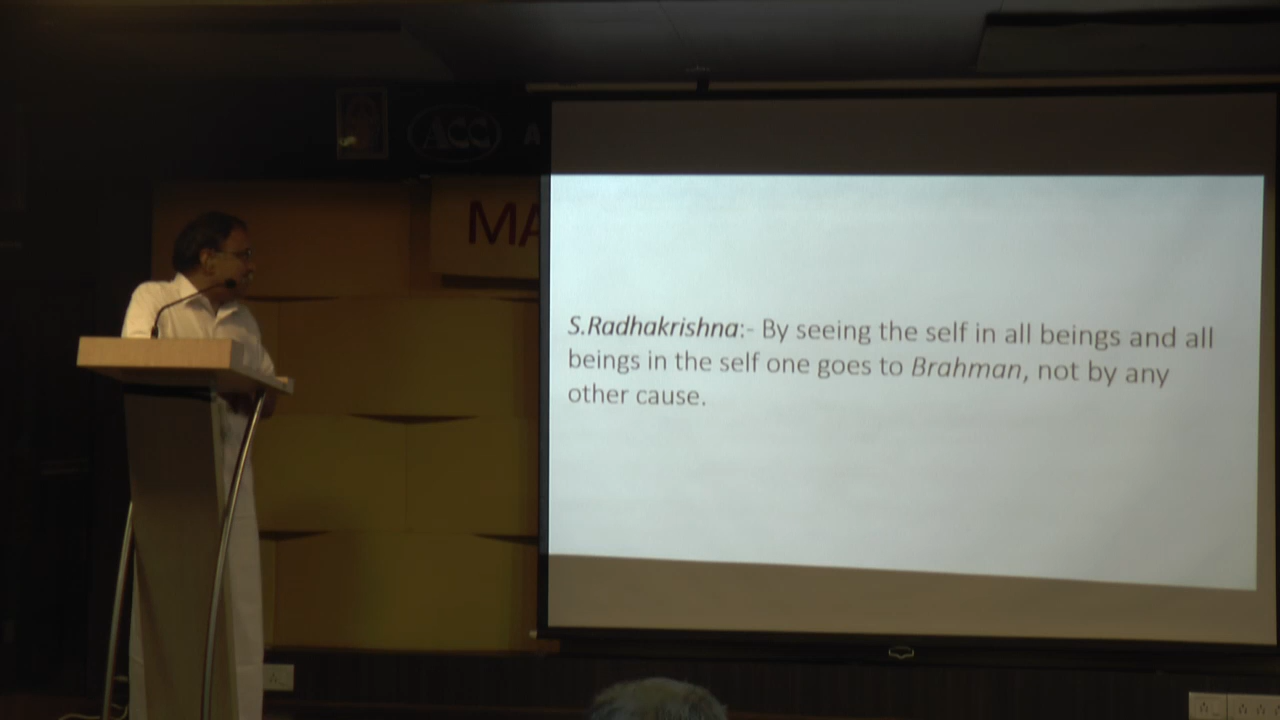 ACC A
MA
S.Radhakrishna:- By seeing the self in all beings and all
beings in the self one goes to Brahman, not by any
other cause.